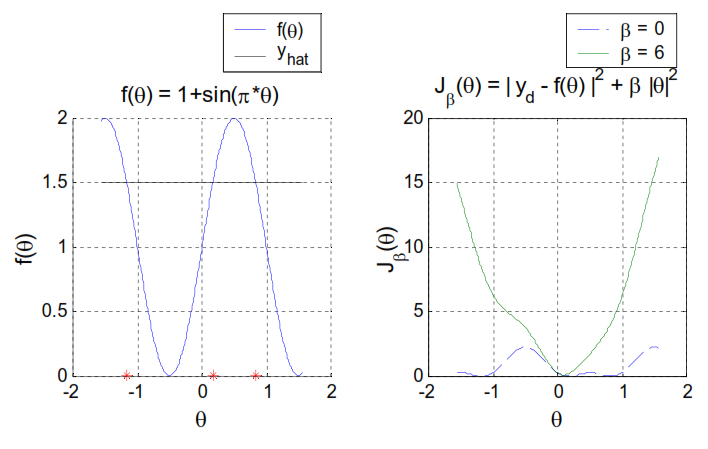 f(θ)
y_hat
f(θ) = 1+sin(π*θ)
2
1.5
1
0.5
0
-2 -1 0 1 2
f(θ)
θ
β = 0
β = 6
J_β(θ) = | y_d - f(θ) |^2 + β |θ|^2
20
15
10
5
0
-2 -1 0 1 2
J_β(θ)
θ